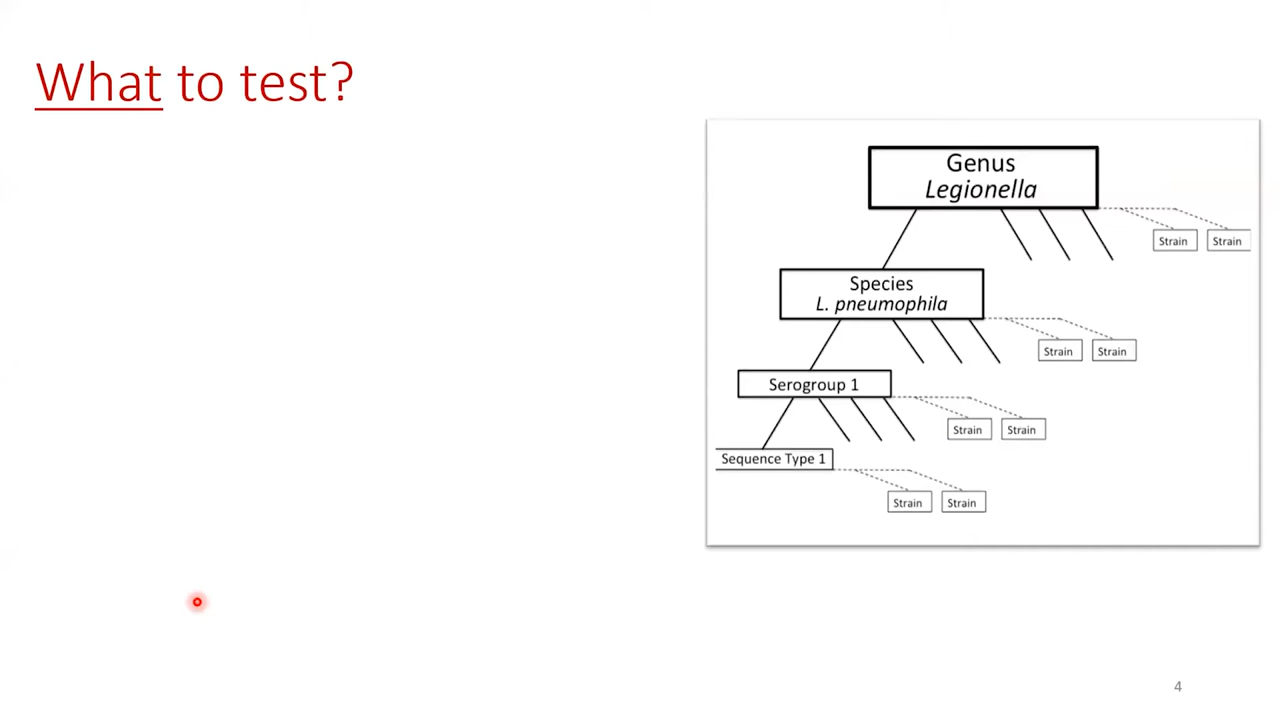 What to test?
Genus
Legionella
Strain Strain
Species
L. pneumophila
Strain Strain
Serogroup 1
Strain Strain
Sequence Type 1
Strain Strain
4